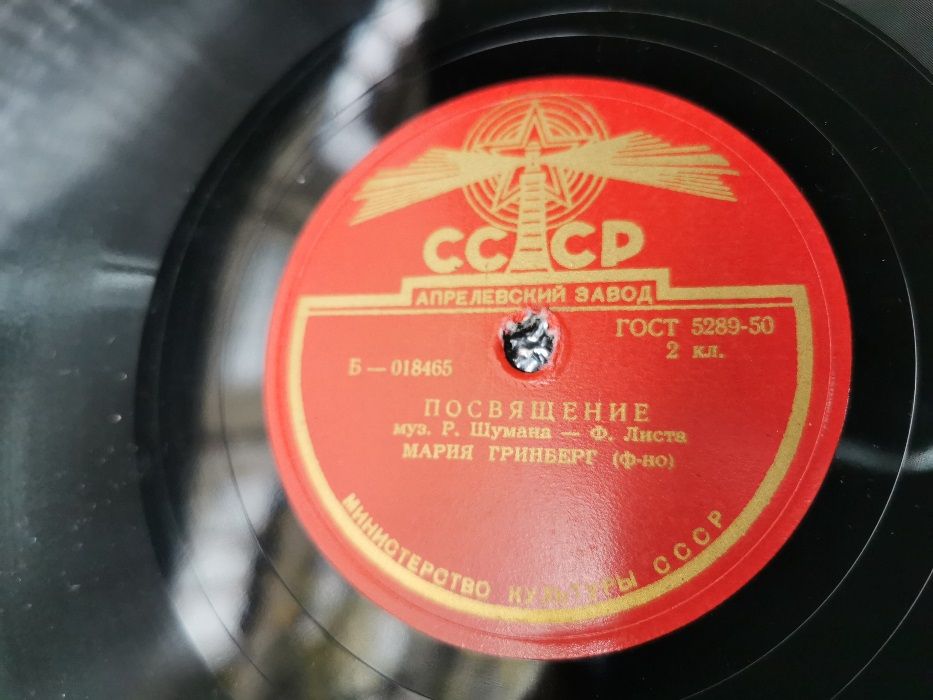 СССР
АПРЕЛЕВСКИЙ ЗАВОД
ГОСТ 5289-50
2 кл.
Б — 018465
ПОСВЯЩЕНИЕ
муз. Р. Шумана — Ф. Листа
МАРИЯ ГРИНБЕРГ (ф-но)
МИНИСТЕРСТВО КУЛЬТУРЫ СССР